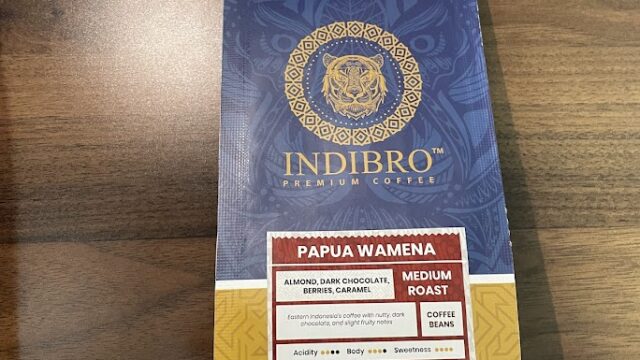 INDIBRO™
PREMIUM COFFEE
PAPUA WAMENA
ALMOND, DARK CHOCOLATE,
BERRIES, CARAMEL
MEDIUM
ROAST
Eastern Indonesia's coffee with nutty, dark
chocolate, and slight fruity notes
COFFEE
BEANS
Acidity Body Sweetness